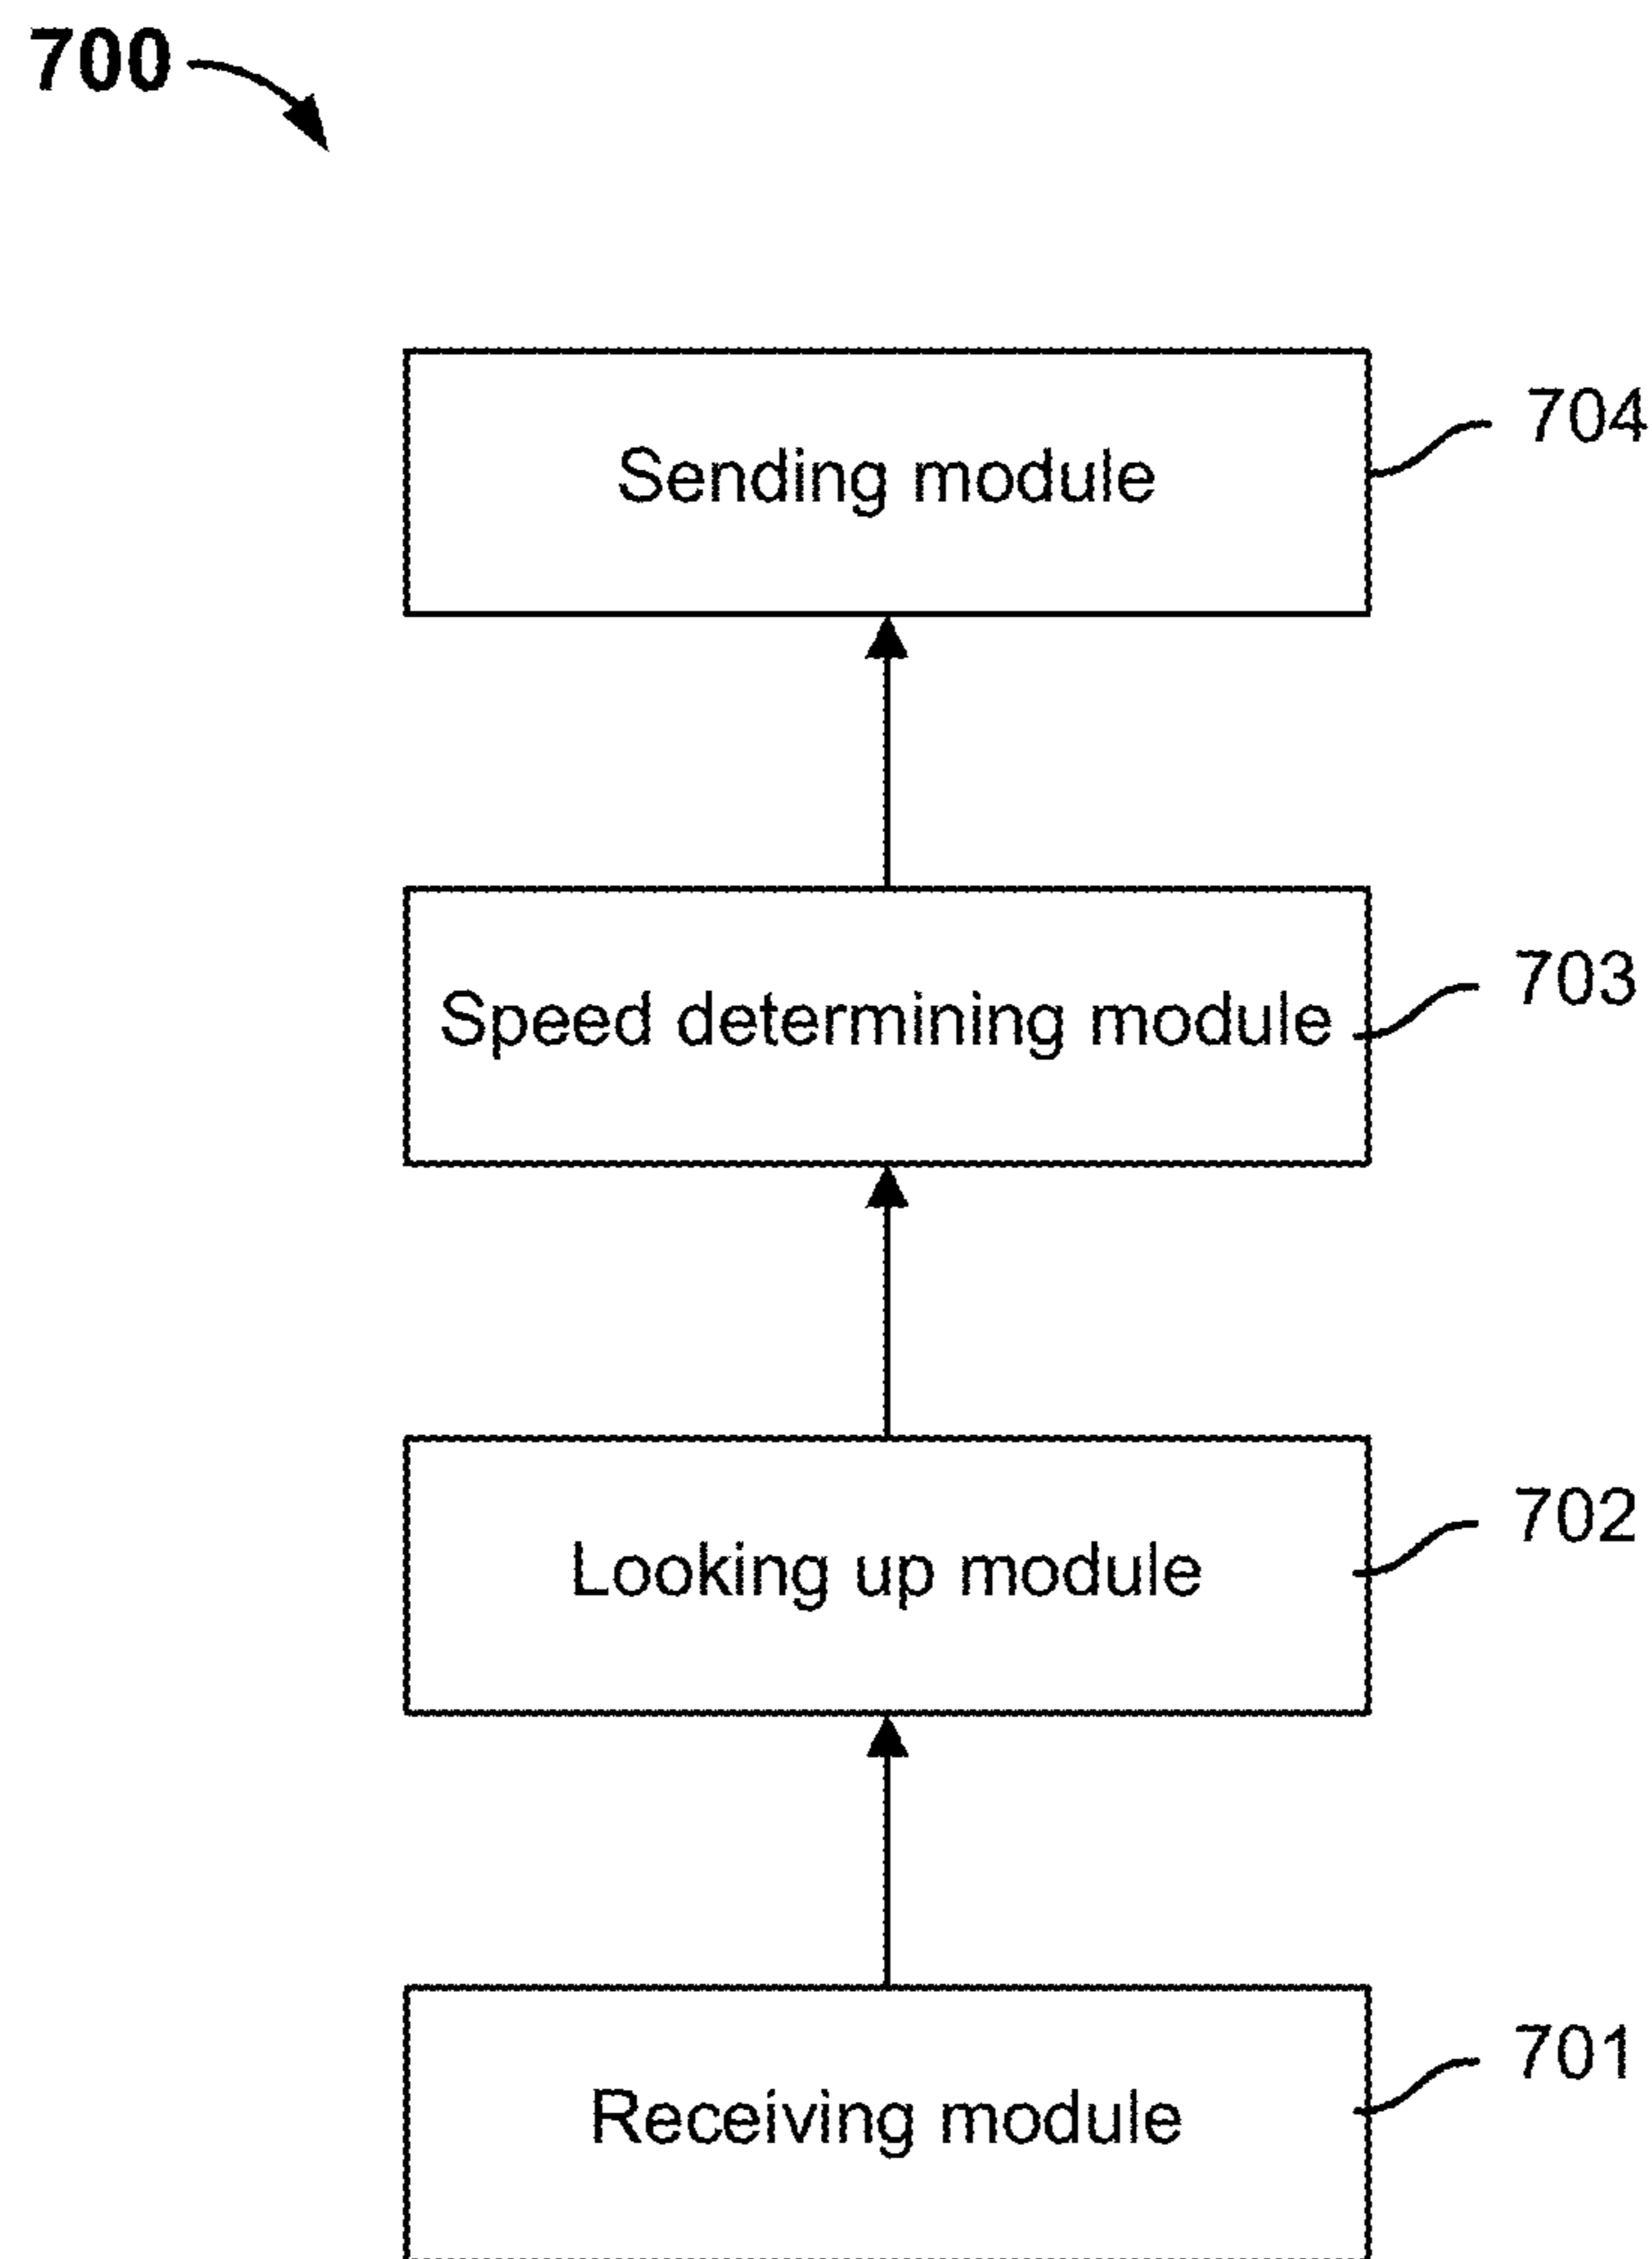 700
Sending module
704
Speed determining module
703
Looking up module
702
Receiving module
701